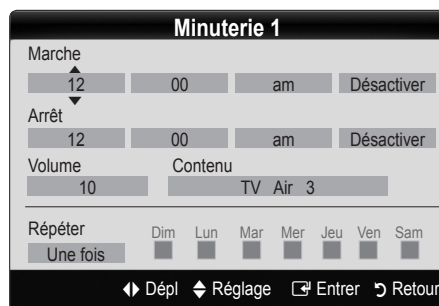 Minuterie 1
Marche
12 00 am Désactiver
Arrêt
12 00 am Désactiver
Volume Contenu
10 TV Air 3
Répéter Dim Lun Mar Mer Jeu Ven Sam
Une fois
Dépl Réglage Entrer Retour